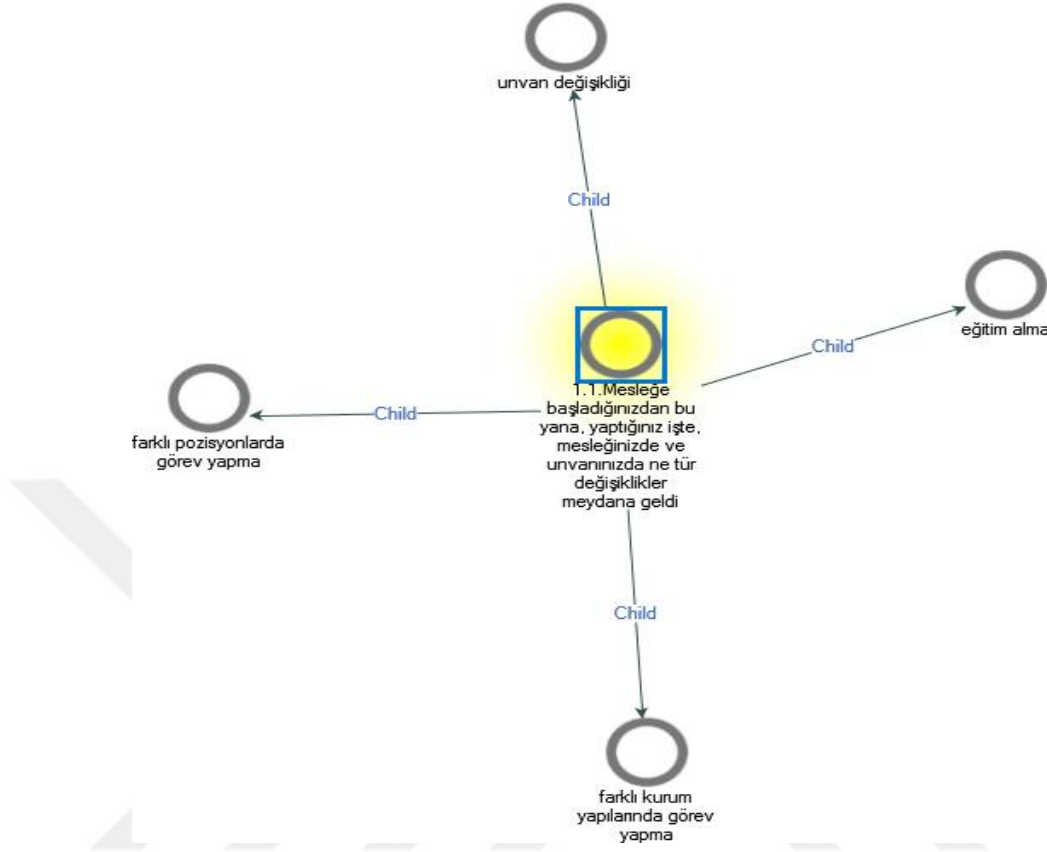 unvan değişikliği
Child
eğitim alma
Child
1.1.Mesleğe
başladığınızdan bu
yana, yaptığınız işte,
mesleğinizde ve
unvanınızda ne tür
değişiklikler
meydana geldi
Child
farklı pozisyonlarda
görev yapma
Child
farklı kurum
yapılarında görev
yapma